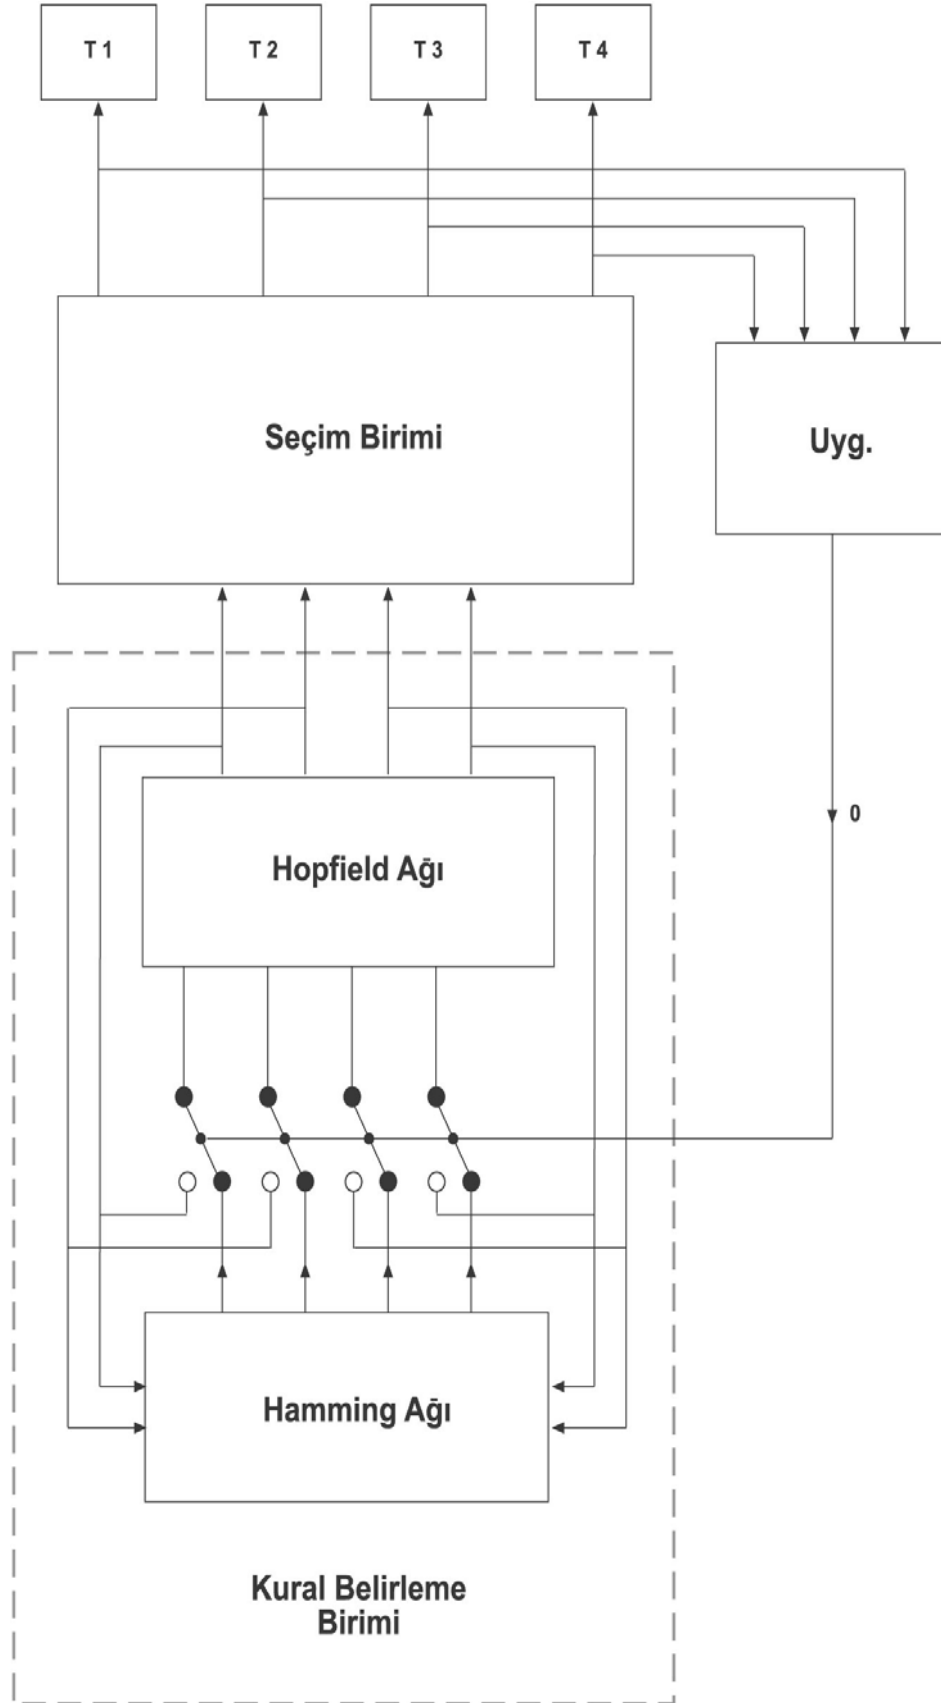 T 1
T 2
T 3
T 4
Seçim Birimi
Uyg.
Hopfield Ağı
0
Hamming Ağı
Kural Belirleme
Birimi